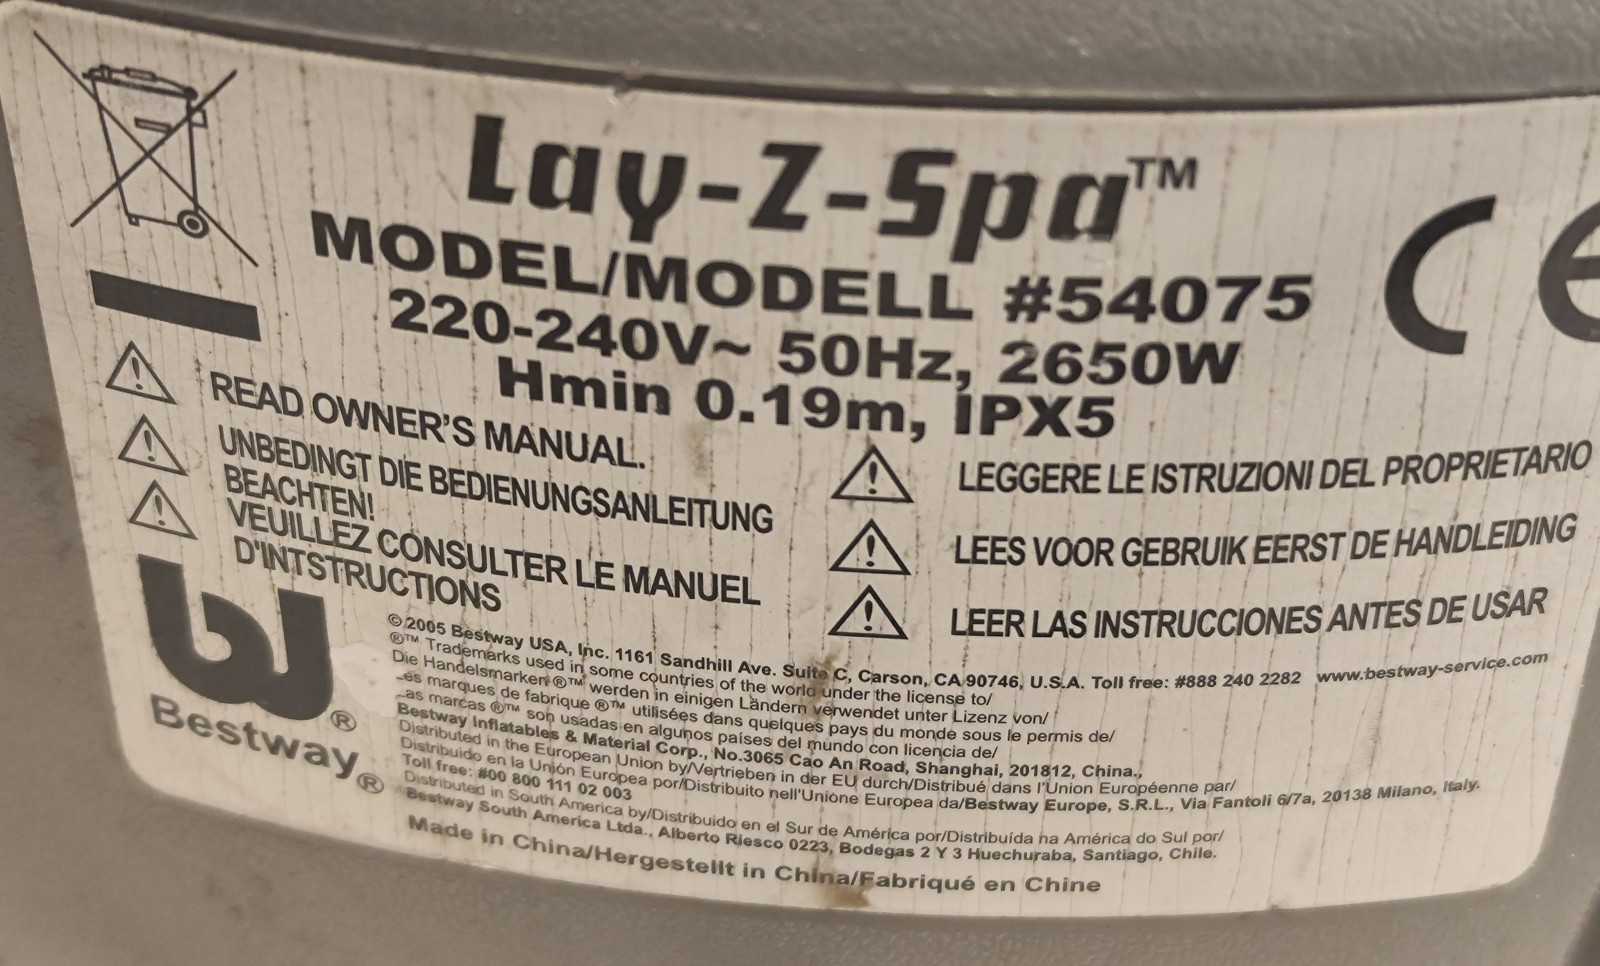 Lay-Z-Spa™
MODEL/MODELL #54075
220-240V~ 50Hz, 2650W
Hmin 0.19m, IPX5
CE
READ OWNER'S MANUAL.
UNBEDINGT DIE BEDIENUNGSANLEITUNG
BEACHTEN!
VEUILLEZ CONSULTER LE MANUEL
D'INTSTRUCTIONS
LEGGERE LE ISTRUZIONI DEL PROPRIETARIO
LEES VOOR GEBRUIK EERST DE HANDLEIDING
LEER LAS INSTRUCCIONES ANTES DE USAR
Bestway®
©2005 Bestway USA, Inc. 1161 Sandhill Ave. Suite C, Carson, CA 90746, U.S.A. Toll free: #888 240 2282 www.bestway-service.com
®™ Trademarks used in some countries of the world under the license to/
Die Handelsmarken ®™ werden in einigen Ländern verwendet unter Lizenz von/
es marques de fabrique ®™ utilisées dans quelques pays du monde sous le permis de/
as marcas ®™ son usadas en algunos países del mundo con licencia de/
Bestway Inflatables & Material Corp., No.3065 Cao An Road, Shanghai, 201812, China.,
Distributed in the European Union by/Vertrieben in der EU durch/Distribué dans l'Union Européenne par/
Distribuido en la Unión Europea por/Distribuito nell'Unione Europea da/Bestway Europe, S.R.L., Via Fantoli 6/7a, 20138 Milano, Italy.
Toll free: #00 800 111 02 003
Distributed in South America by/Distribuido en el Sur de América por/Distribuída na América do Sul por/
Bestway South America Ltda., Alberto Riesco 0223, Bodegas 2 Y 3 Huechuraba, Santiago, Chile.
Made in China/Hergestellt in China/Fabriqué en Chine